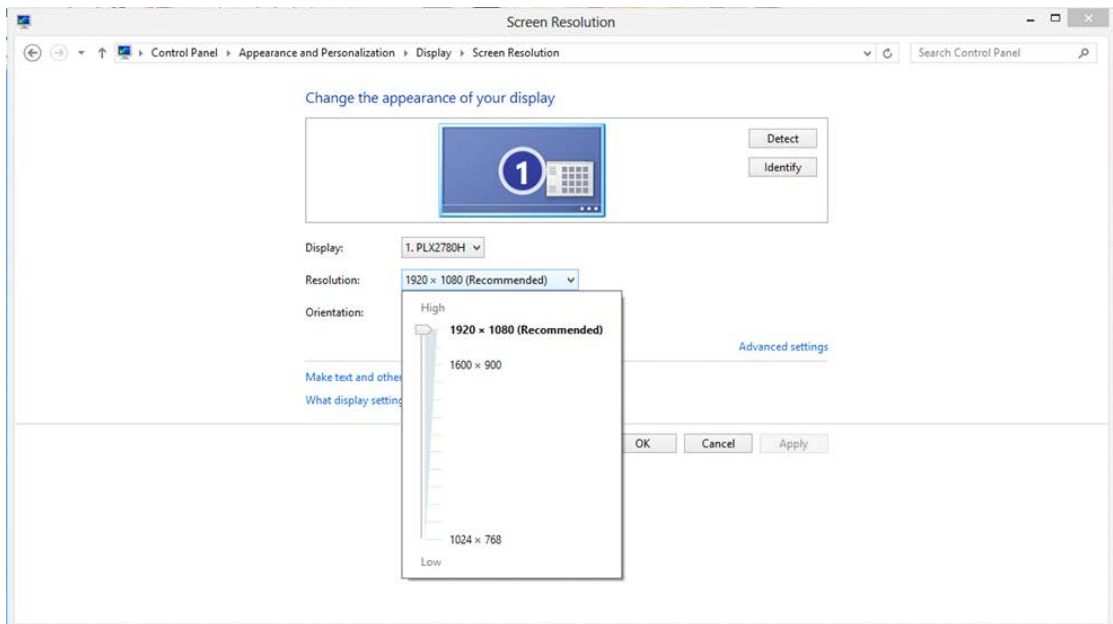 Screen Resolution
Control Panel Appearance and Personalization Display Screen Resolution
Search Control Panel
Change the appearance of your display
1
Detect
Identify
Display: 1. PLX2780H
Resolution: 1920 × 1080 (Recommended)
Orientation:
High
1920 × 1080 (Recommended)
1600 × 900
1024 × 768
Low
Advanced settings
Make text and other
What display setting
OK Cancel Apply